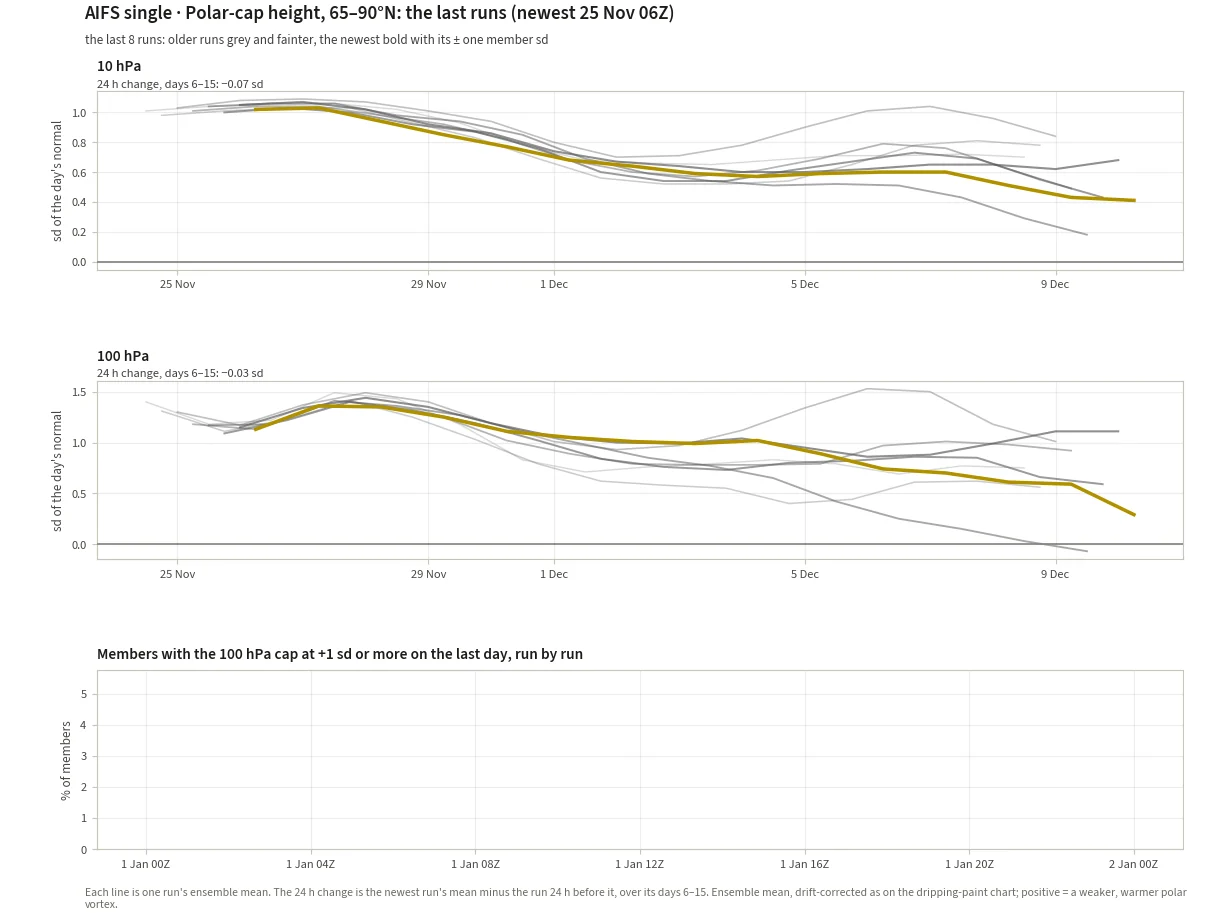 AIFS single · Polar-cap height, 65–90°N: the last runs (newest 25 Nov 06Z)
the last 8 runs: older runs grey and fainter, the newest bold with its ± one member sd
10 hPa
24 h change, days 6–15: −0.07 sd
sd of the day's normal
1.0
0.8
0.6
0.4
0.2
0.0
25 Nov 29 Nov 1 Dec 5 Dec 9 Dec
100 hPa
24 h change, days 6–15: −0.03 sd
sd of the day's normal
1.5
1.0
0.5
0.0
25 Nov 29 Nov 1 Dec 5 Dec 9 Dec
Members with the 100 hPa cap at +1 sd or more on the last day, run by run
% of members
5
4
3
2
1
0
1 Jan 00Z 1 Jan 04Z 1 Jan 08Z 1 Jan 12Z 1 Jan 16Z 1 Jan 20Z 2 Jan 00Z
Each line is one run's ensemble mean. The 24 h change is the newest run's mean minus the run 24 h before it, over its days 6–15. Ensemble mean, drift-corrected as on the dripping-paint chart; positive = a weaker, warmer polar
vortex.